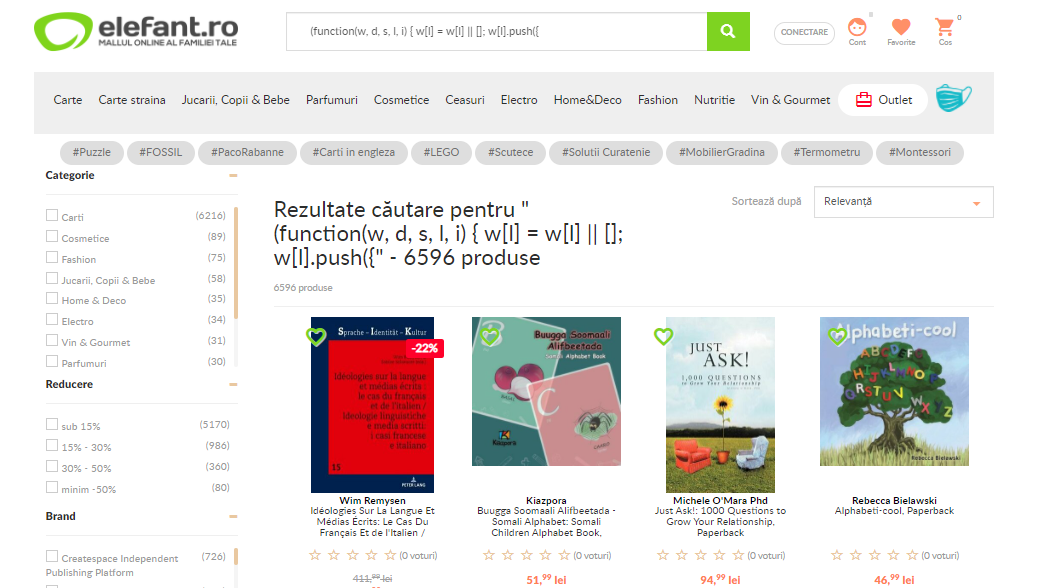 elefant.ro
MALLUL ONLINE AL FAMILIEI TALE
(function(w, d, s, l, i) { w[l] = w[l] || []; w[l].push({
CONECTARE
Cont
Favorite
0
Cos
Carte Carte straina Jucarii, Copii & Bebe Parfumuri Cosmetice Ceasuri Electro Home&Deco Fashion Nutritie Vin & Gourmet Outlet
#Puzzle #FOSSIL #PacoRabanne #Carti in engleza #LEGO #Scutece #Solutii Curatenie #MobilierGradina #Termometru #Montessori
Categorie
Carti (6216)
Cosmetice (89)
Fashion (75)
Jucarii, Copii & Bebe (58)
Home & Deco (35)
Electro (34)
Vin & Gourmet (31)
Parfumuri (30)
Reducere
sub 15% (5170)
15% - 30% (986)
30% - 50% (360)
minim -50% (80)
Brand
Createspace Independent (726)
Publishing Platform
Rezultate căutare pentru "
(function(w, d, s, l, i) { w[l] = w[l] || [];
w[l].push({" - 6596 produse
Sortează după
Relevanță
6596 produse
Sprache – Identität – Kultur
-22%
Idéologies sur la langue
et médias écrits :
le cas du français
et de l'italien /
Ideologie linguistiche
e media scritti:
i casi francese
e italiano
15
PETER LANG
Wim Remysen
Idéologies Sur La Langue Et
Médias Écrits: Le Cas Du
Français Et de l'Italien /
(0 voturi)
411,99 lei
Buugga Soomaali
Alifbeetada
Somali Alphabet Book
C
Kiazpora
Kiazpora
Buugga Soomaali Alifbeetada -
Somali Alphabet: Somali
Children Alphabet Book,
(0 voturi)
51,99 lei
JUST
ASK!
1,000 QUESTIONS
to Grow Your Relationship
Michele O'Mara Phd
Just Ask!: 1000 Questions to
Grow Your Relationship,
Paperback
(0 voturi)
94,99 lei
Alphabeti-cool
Rebecca Bielawski
Rebecca Bielawski
Alphabeti-cool, Paperback
(0 voturi)
46,99 lei